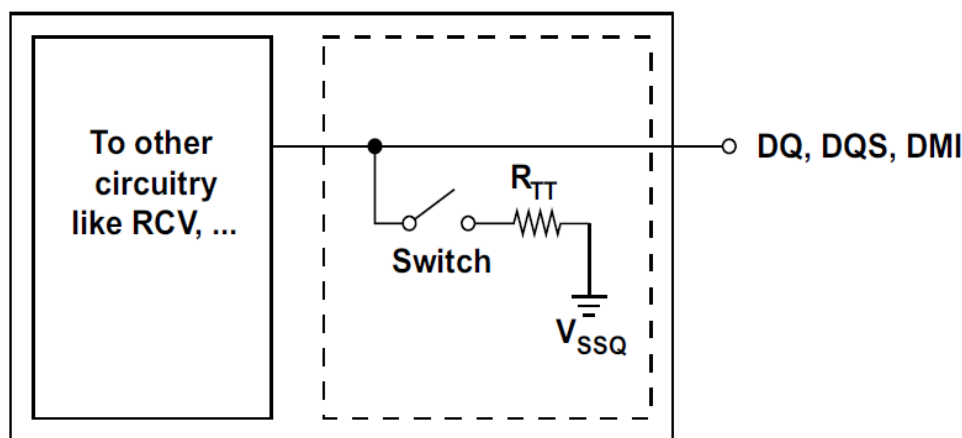 To other
circuitry
like RCV, ...
DQ, DQS, DMI
RTT
Switch
VSSQ